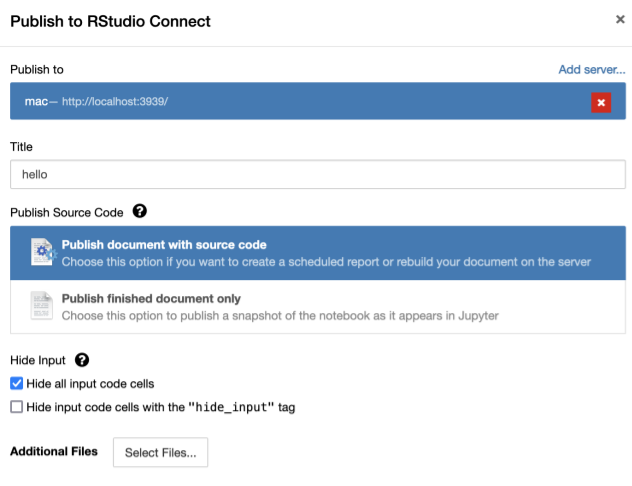 Publish to RStudio Connect
Publish to
Add server...
mac— http://localhost:3939/
Title
hello
Publish Source Code
Publish document with source code
Choose this option if you want to create a scheduled report or rebuild your document on the server
Publish finished document only
Choose this option to publish a snapshot of the notebook as it appears in Jupyter
Hide Input
Hide all input code cells
Hide input code cells with the "hide_input" tag
Additional Files
Select Files...